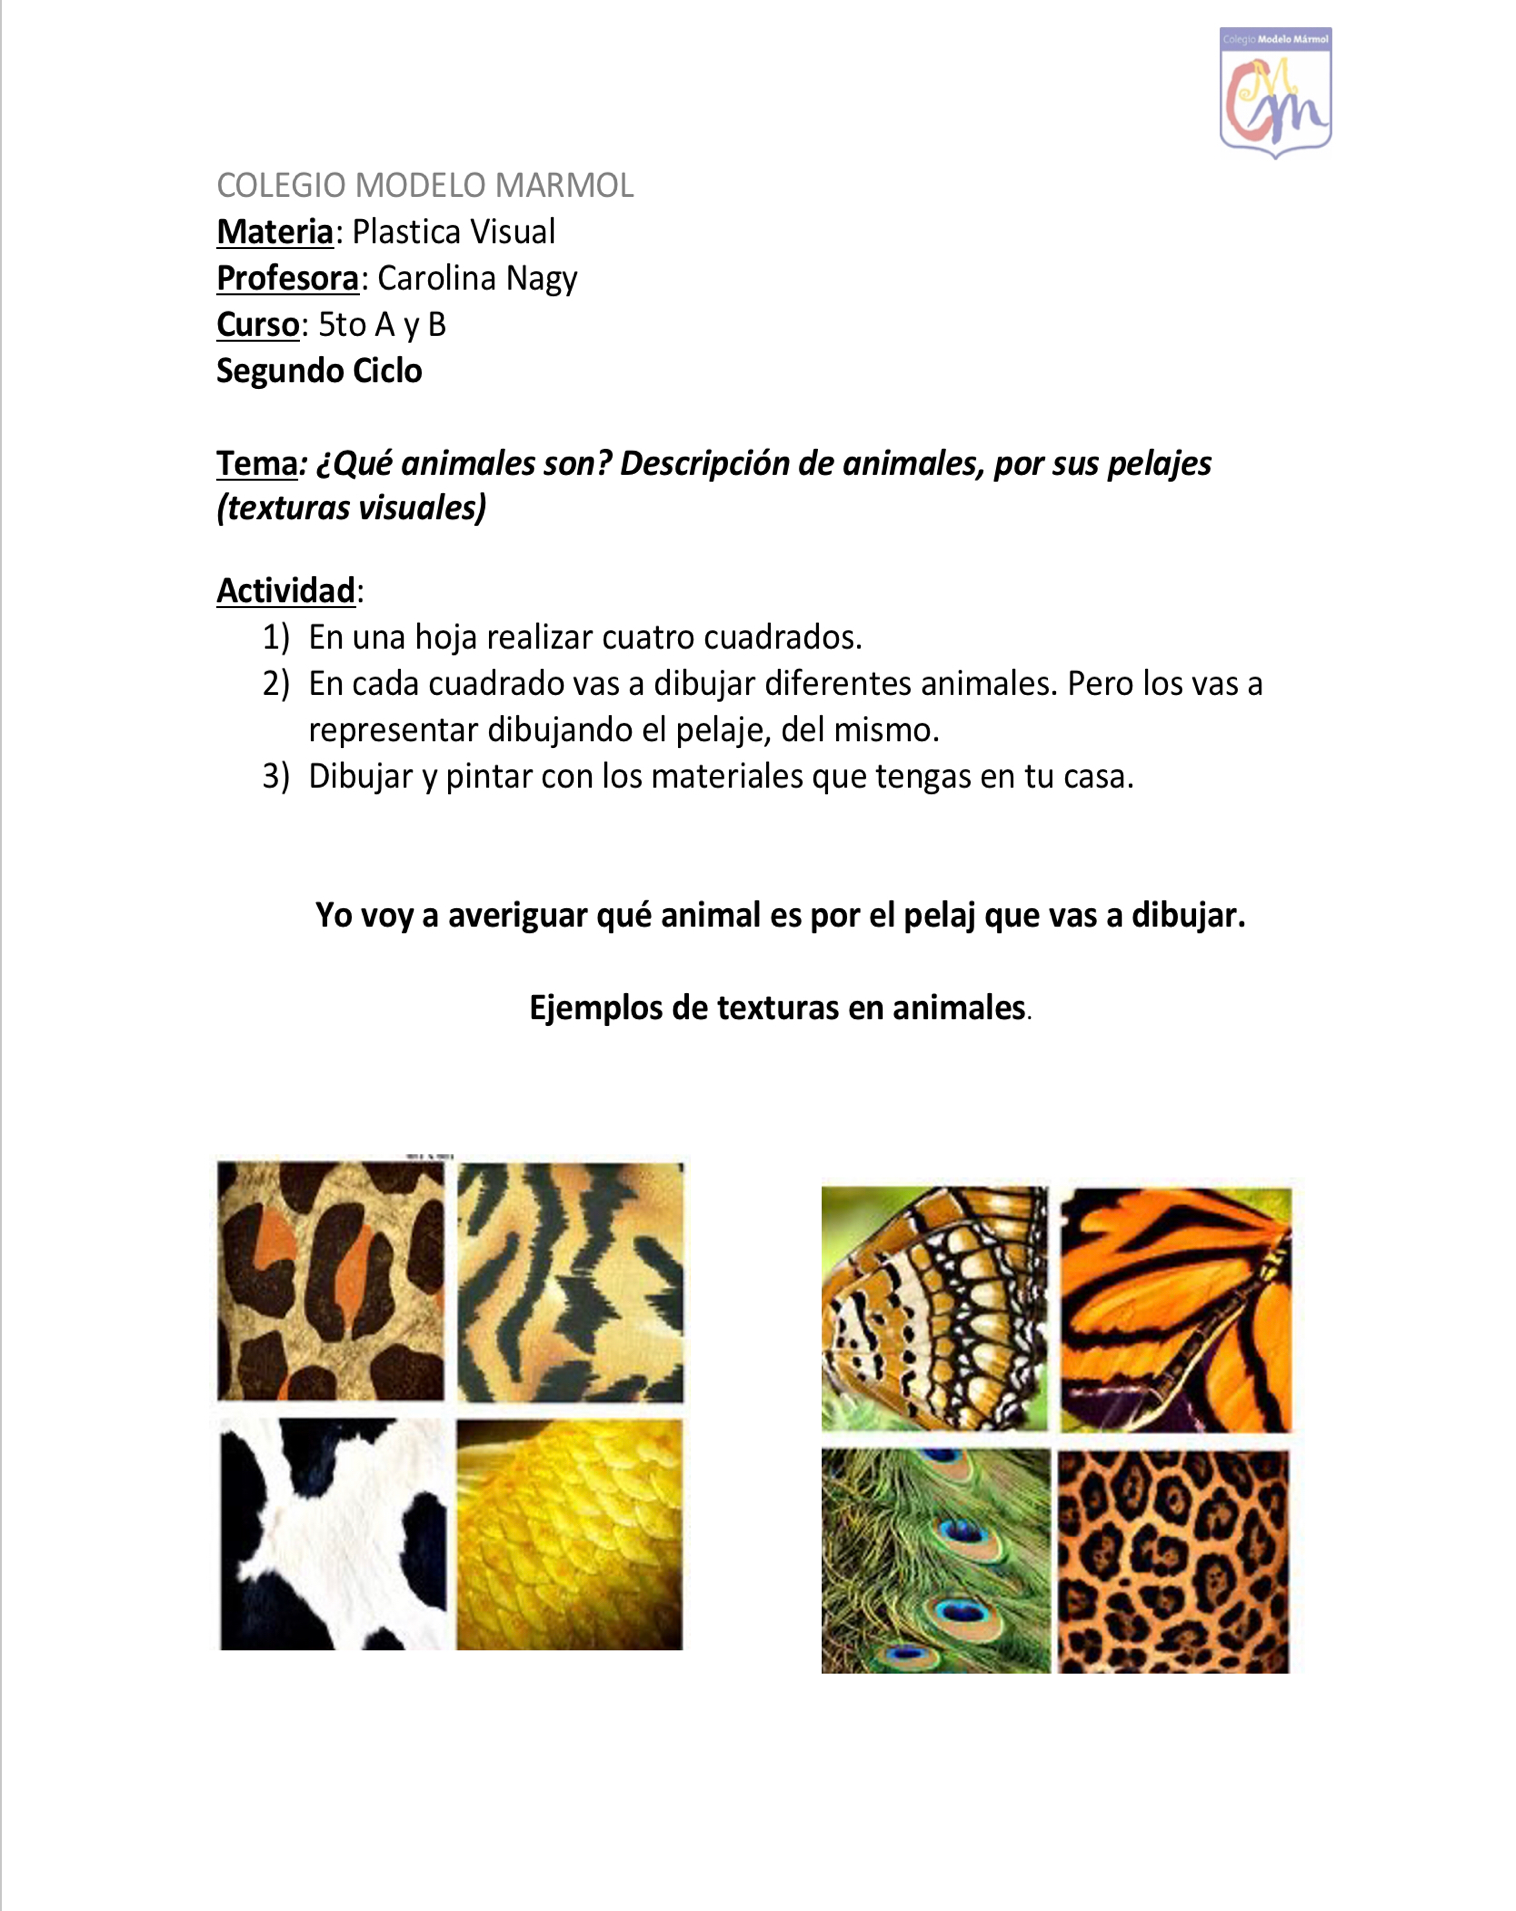 Colegio Modelo Mármol
COLEGIO MODELO MARMOL
Materia: Plastica Visual
Profesora: Carolina Nagy
Curso: 5to A y B
Segundo Ciclo
Tema: ¿Qué animales son? Descripción de animales, por sus pelajes
(texturas visuales)
Actividad:
1) En una hoja realizar cuatro cuadrados.
2) En cada cuadrado vas a dibujar diferentes animales. Pero los vas a
representar dibujando el pelaje, del mismo.
3) Dibujar y pintar con los materiales que tengas en tu casa.
Yo voy a averiguar qué animal es por el pelaj que vas a dibujar.
Ejemplos de texturas en animales.